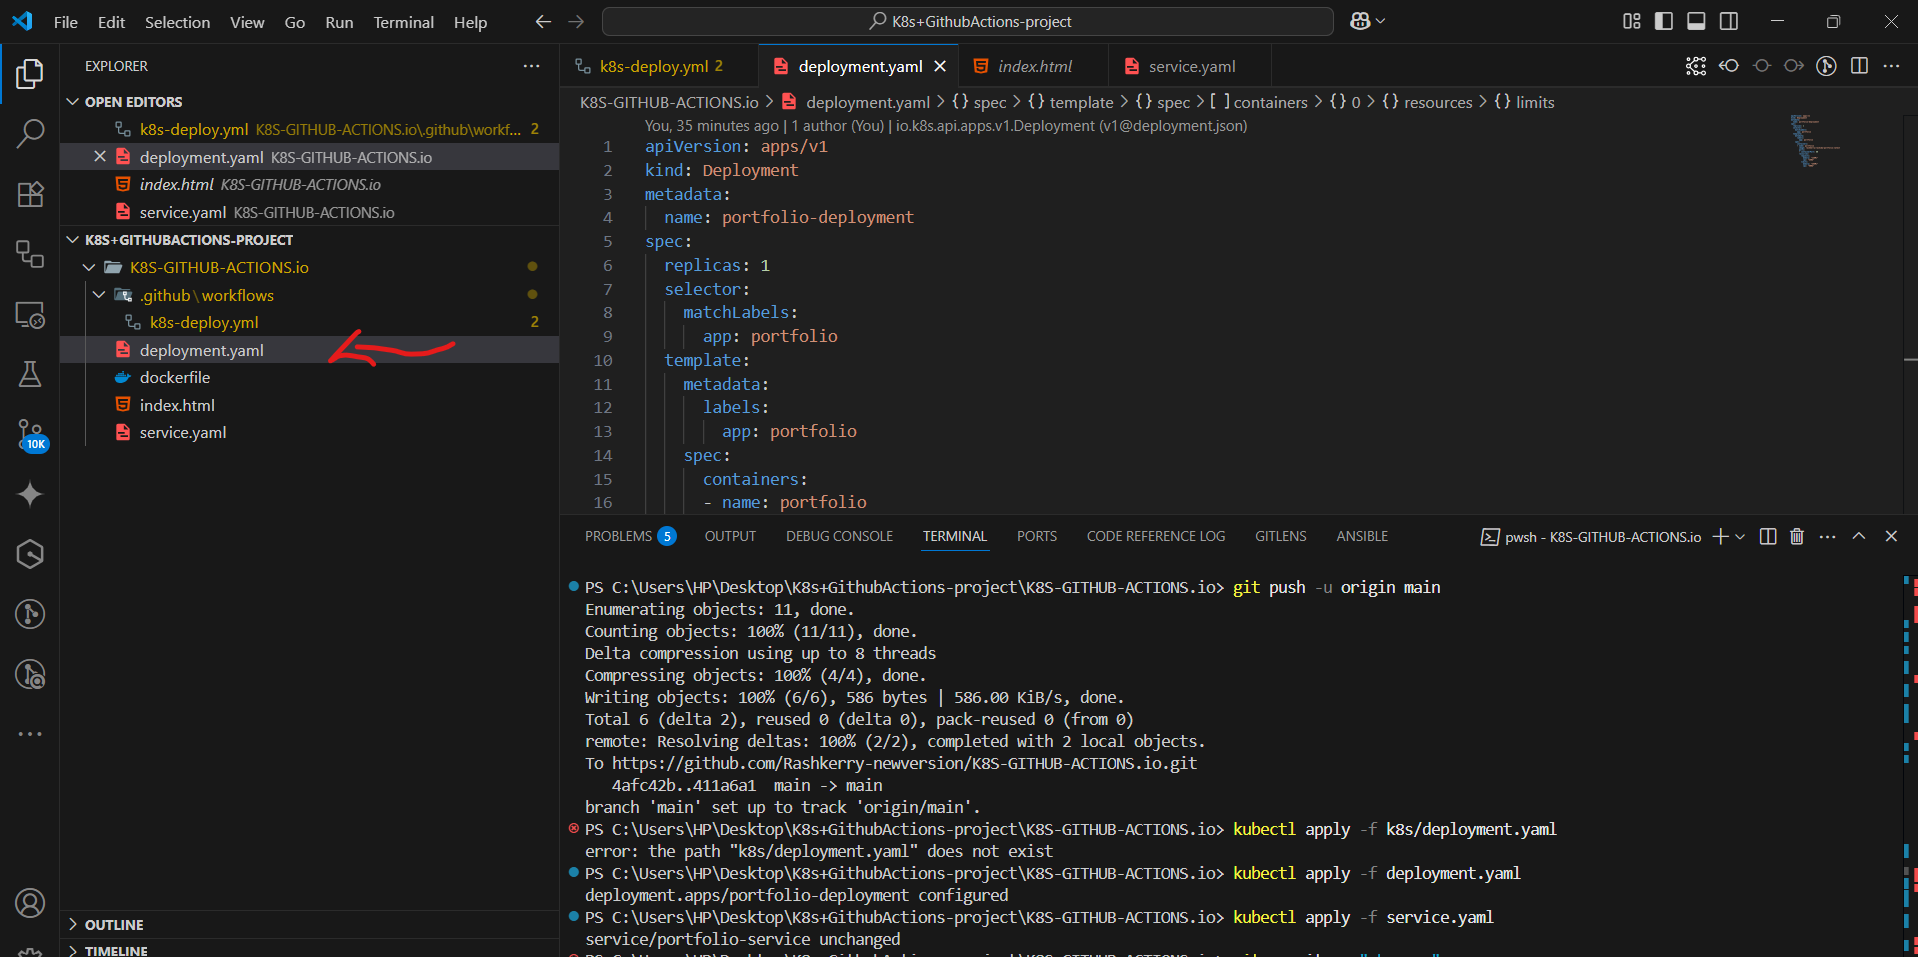 File Edit Selection View Go Run Terminal Help
K8s+GithubActions-project
EXPLORER
OPEN EDITORS
k8s-deploy.yml K8S-GITHUB-ACTIONS.io\.github\workf... 2
deployment.yaml K8S-GITHUB-ACTIONS.io
index.html K8S-GITHUB-ACTIONS.io
service.yaml K8S-GITHUB-ACTIONS.io
K8S+GITHUBACTIONS-PROJECT
K8S-GITHUB-ACTIONS.io
.github\workflows
k8s-deploy.yml 2
deployment.yaml
dockerfile
index.html
service.yaml
10K
OUTLINE
TIMELINE
k8s-deploy.yml 2
deployment.yaml
index.html
service.yaml
K8S-GITHUB-ACTIONS.io > deployment.yaml > {} spec > {} template > {} spec > [ ] containers > {} 0 > {} resources > {} limits
You, 35 minutes ago | 1 author (You) | io.k8s.api.apps.v1.Deployment (v1@deployment.json)
1 apiVersion: apps/v1
2 kind: Deployment
3 metadata:
4 name: portfolio-deployment
5 spec:
6 replicas: 1
7 selector:
8 matchLabels:
9 app: portfolio
10 template:
11 metadata:
12 labels:
13 app: portfolio
14 spec:
15 containers:
16 - name: portfolio
PROBLEMS 5 OUTPUT DEBUG CONSOLE TERMINAL PORTS CODE REFERENCE LOG GITLENS ANSIBLE
pwsh - K8S-GITHUB-ACTIONS.io
PS C:\Users\HP\Desktop\K8s+GithubActions-project\K8S-GITHUB-ACTIONS.io> git push -u origin main
Enumerating objects: 11, done.
Counting objects: 100% (11/11), done.
Delta compression using up to 8 threads
Compressing objects: 100% (4/4), done.
Writing objects: 100% (6/6), 586 bytes | 586.00 KiB/s, done.
Total 6 (delta 2), reused 0 (delta 0), pack-reused 0 (from 0)
remote: Resolving deltas: 100% (2/2), completed with 2 local objects.
To https://github.com/Rashkerry-newversion/K8S-GITHUB-ACTIONS.io.git
4afc42b..411a6a1 main -> main
branch 'main' set up to track 'origin/main'.
PS C:\Users\HP\Desktop\K8s+GithubActions-project\K8S-GITHUB-ACTIONS.io> kubectl apply -f k8s/deployment.yaml
error: the path "k8s/deployment.yaml" does not exist
PS C:\Users\HP\Desktop\K8s+GithubActions-project\K8S-GITHUB-ACTIONS.io> kubectl apply -f deployment.yaml
deployment.apps/portfolio-deployment configured
PS C:\Users\HP\Desktop\K8s+GithubActions-project\K8S-GITHUB-ACTIONS.io> kubectl apply -f service.yaml
service/portfolio-service unchanged